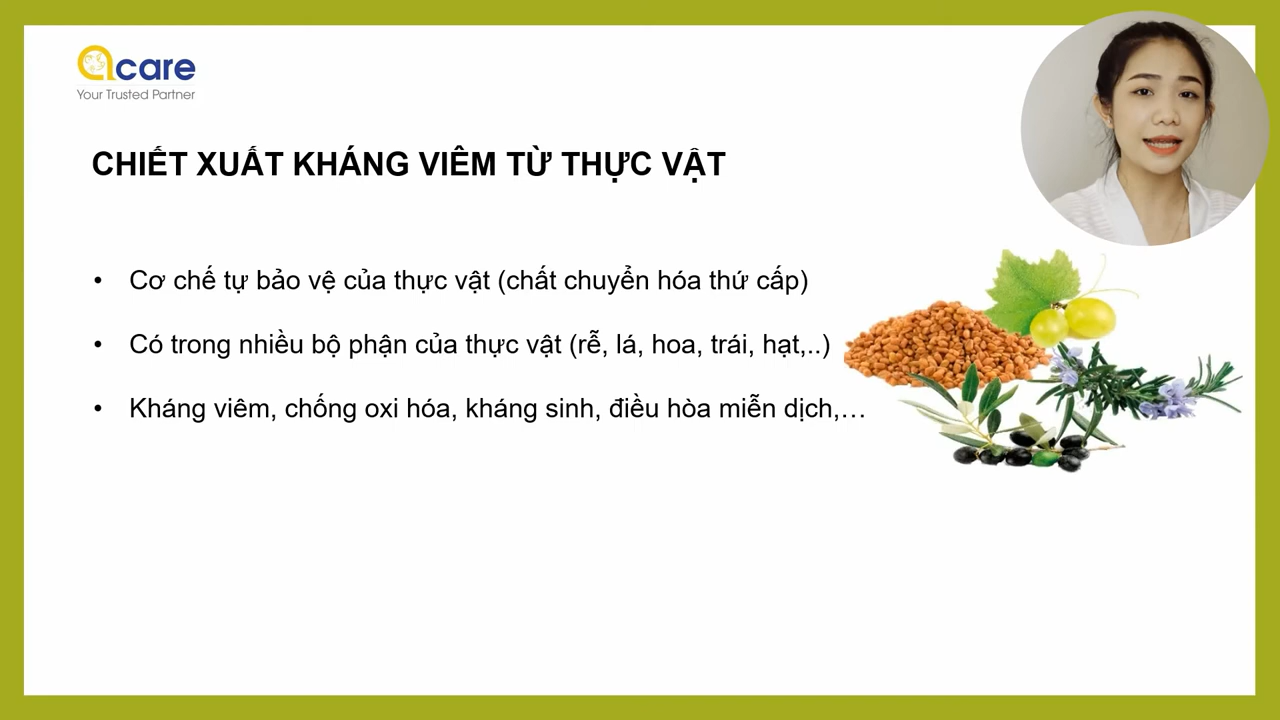 acare
Your Trusted Partner
CHIẾT XUẤT KHÁNG VIÊM TỪ THỰC VẬT
• Cơ chế tự bảo vệ của thực vật (chất chuyển hóa thứ cấp)
• Có trong nhiều bộ phận của thực vật (rễ, lá, hoa, trái, hạt,..)
• Kháng viêm, chống oxi hóa, kháng sinh, điều hòa miễn dịch,…